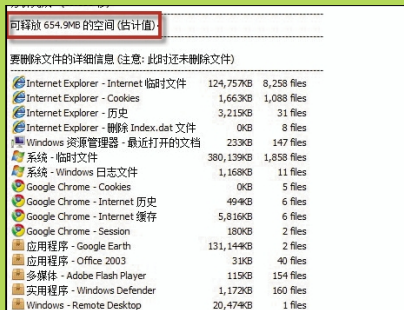 可释放 654.9MB 的空间 (估计值)
要删除文件的详细信息 (注意: 此时还未删除文件)
Internet Explorer - Internet 临时文件 124,757KB 8,258 files
Internet Explorer - Cookies 1,663KB 1,088 files
Internet Explorer - 历史 3,215KB 31 files
Internet Explorer - 删除 Index.dat 文件 0KB 8 files
Windows 资源管理器 - 最近打开的文档 233KB 147 files
系统 - 临时文件 380,139KB 1,858 files
系统 - Windows 日志文件 1,168KB 11 files
Google Chrome - Cookies 0KB 5 files
Google Chrome - Internet 历史 494KB 6 files
Google Chrome - Internet 缓存 5,816KB 6 files
Google Chrome - Session 180KB 2 files
应用程序 - Google Earth 131,144KB 2 files
应用程序 - Office 2003 31KB 40 files
多媒体 - Adobe Flash Player 115KB 154 files
实用程序 - Windows Defender 1,172KB 160 files
Windows - Remote Desktop 20,474KB 1 files